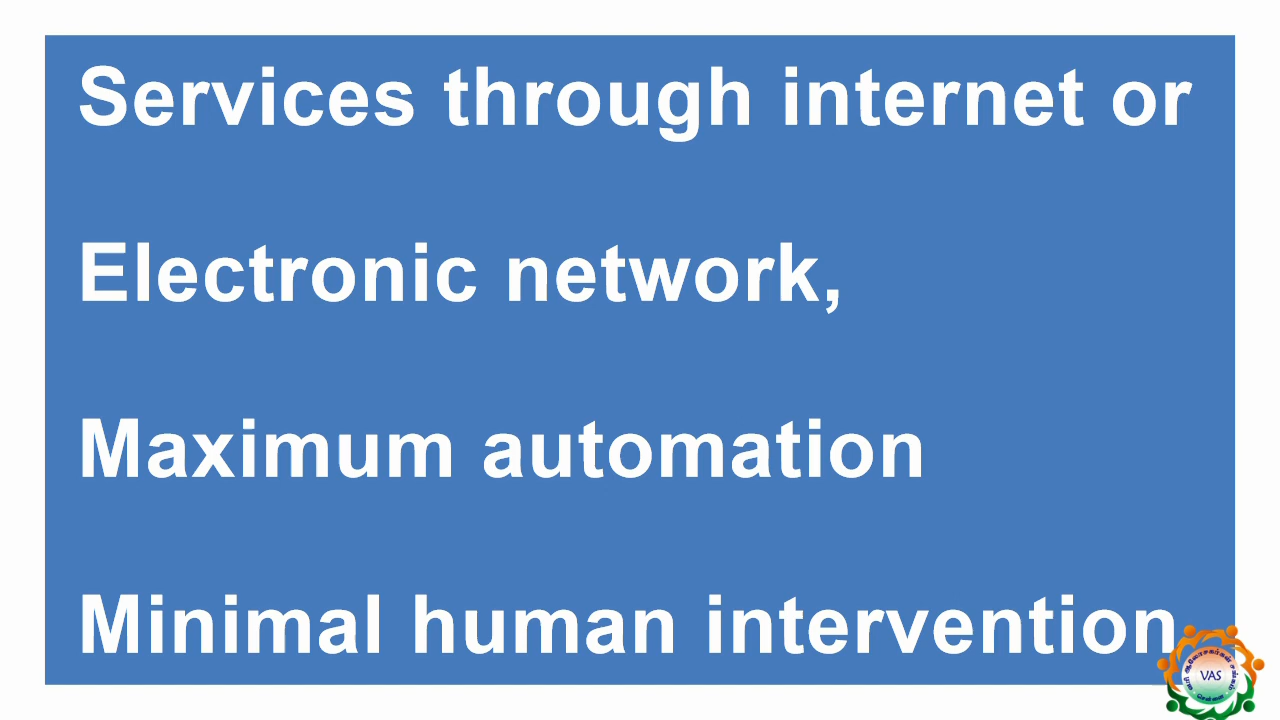 Services through internet or
Electronic network,
Maximum automation
Minimal human intervention
VAS